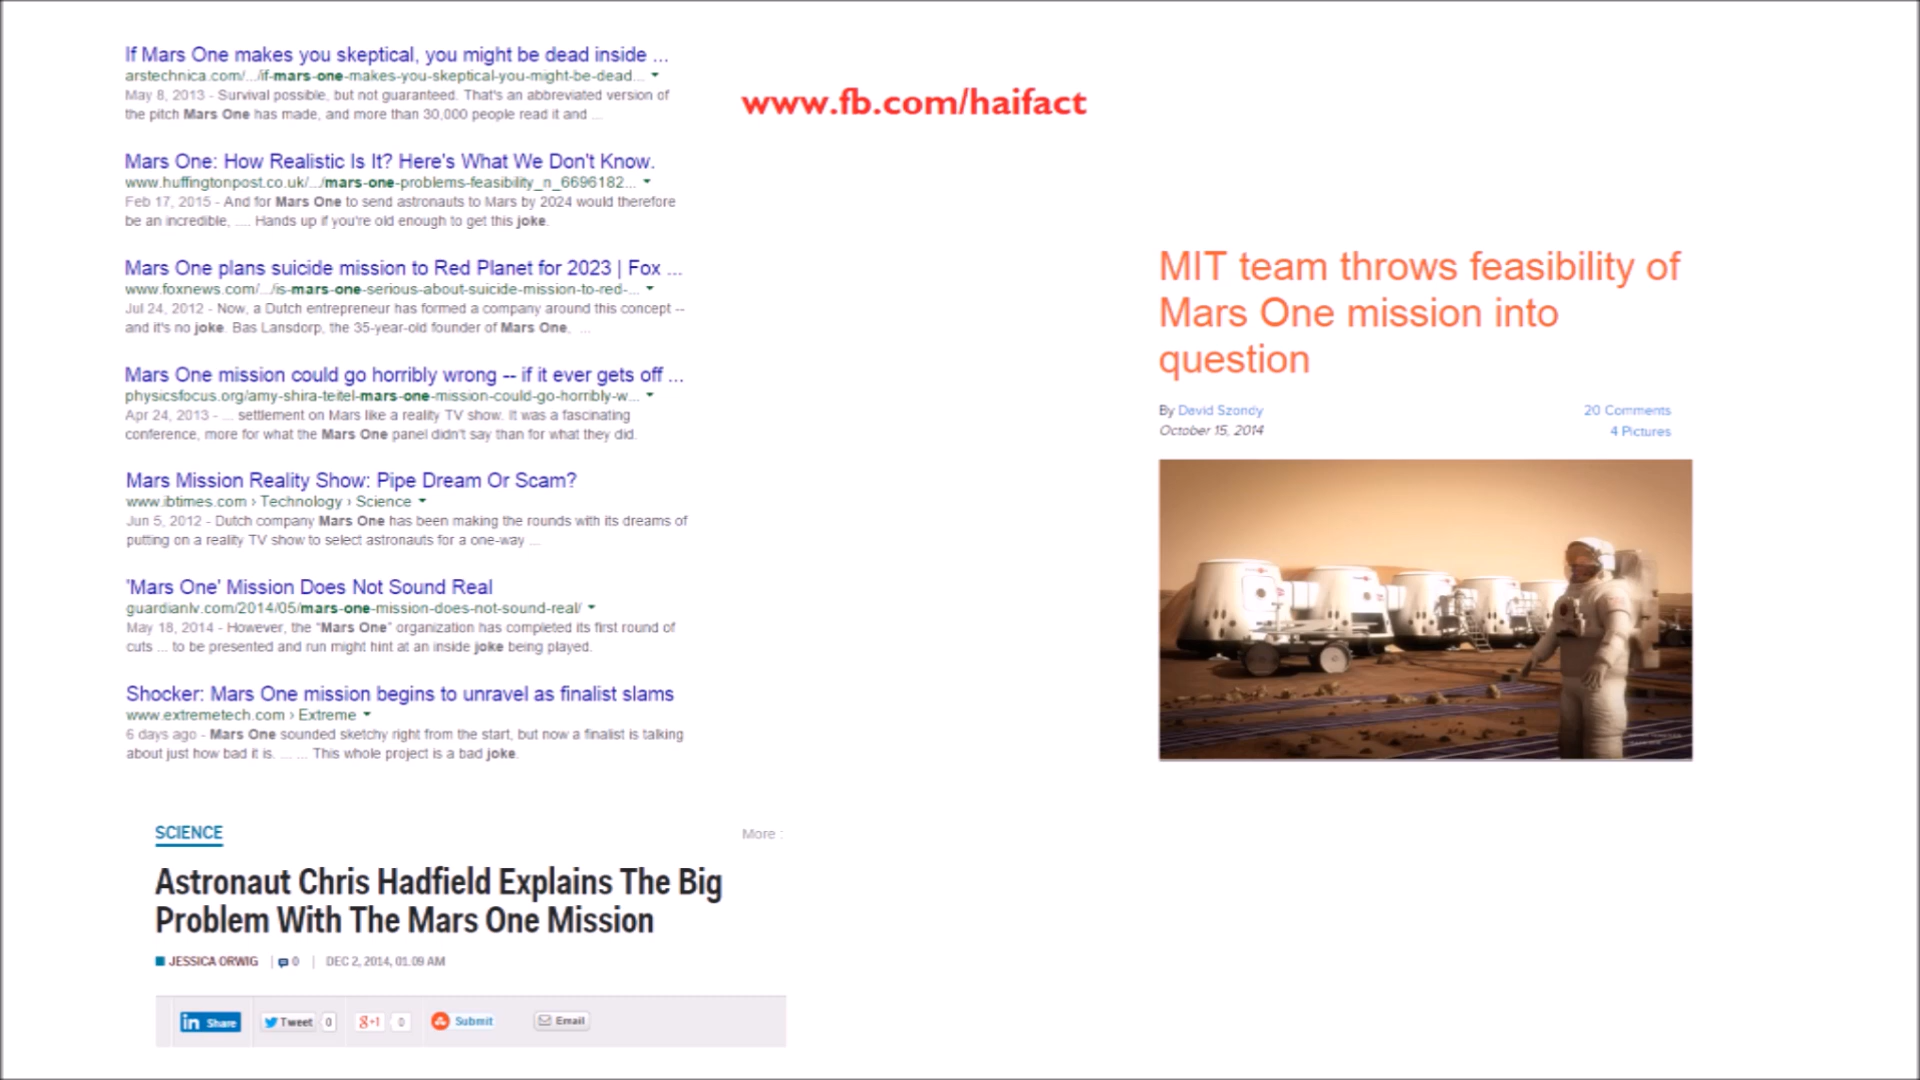 If Mars One makes you skeptical, you might be dead inside ...
arstechnica.com/.../if-mars-one-makes-you-skeptical-you-might-be-dead...
May 8, 2013 - Survival possible, but not guaranteed. That's an abbreviated version of
the pitch Mars One has made, and more than 30,000 people read it and ...
www.fb.com/haifact
Mars One: How Realistic Is It? Here's What We Don't Know.
www.huffingtonpost.co.uk/.../mars-one-problems-feasibility_n_6696182...
Feb 17, 2015 - And for Mars One to send astronauts to Mars by 2024 would therefore
be an incredible, .... Hands up if you're old enough to get this joke.
Mars One plans suicide mission to Red Planet for 2023 | Fox ...
www.foxnews.com/.../is-mars-one-serious-about-suicide-mission-to-red-...
Jul 24, 2012 - Now, a Dutch entrepreneur has formed a company around this concept --
and it's no joke. Bas Lansdorp, the 35-year-old founder of Mars One, ...
Mars One mission could go horribly wrong -- if it ever gets off ...
physicsfocus.org/amy-shira-teitel-mars-one-mission-could-go-horribly-w...
Apr 24, 2013 - ... settlement on Mars like a reality TV show. It was a fascinating
conference, more for what the Mars One panel didn't say than for what they did.
Mars Mission Reality Show: Pipe Dream Or Scam?
www.ibtimes.com › Technology › Science
Jun 5, 2012 - Dutch company Mars One has been making the rounds with its dreams of
putting on a reality TV show to select astronauts for a one-way ...
'Mars One' Mission Does Not Sound Real
guardianlv.com/2014/05/mars-one-mission-does-not-sound-real/
May 18, 2014 - However, the "Mars One" organization has completed its first round of
cuts ... to be presented and run might hint at an inside joke being played.
Shocker: Mars One mission begins to unravel as finalist slams
www.extremetech.com › Extreme
6 days ago - Mars One sounded sketchy right from the start, but now a finalist is talking
about just how bad it is. ... ... This whole project is a bad joke.
MIT team throws feasibility of
Mars One mission into
question
By David Szondy
20 Comments
October 15, 2014
4 Pictures
SCIENCE
More :
Astronaut Chris Hadfield Explains The Big
Problem With The Mars One Mission
JESSICA ORWIG | 0 | DEC 2, 2014, 01.09 AM
in Share
Tweet 0
g+1 0
Submit
Email